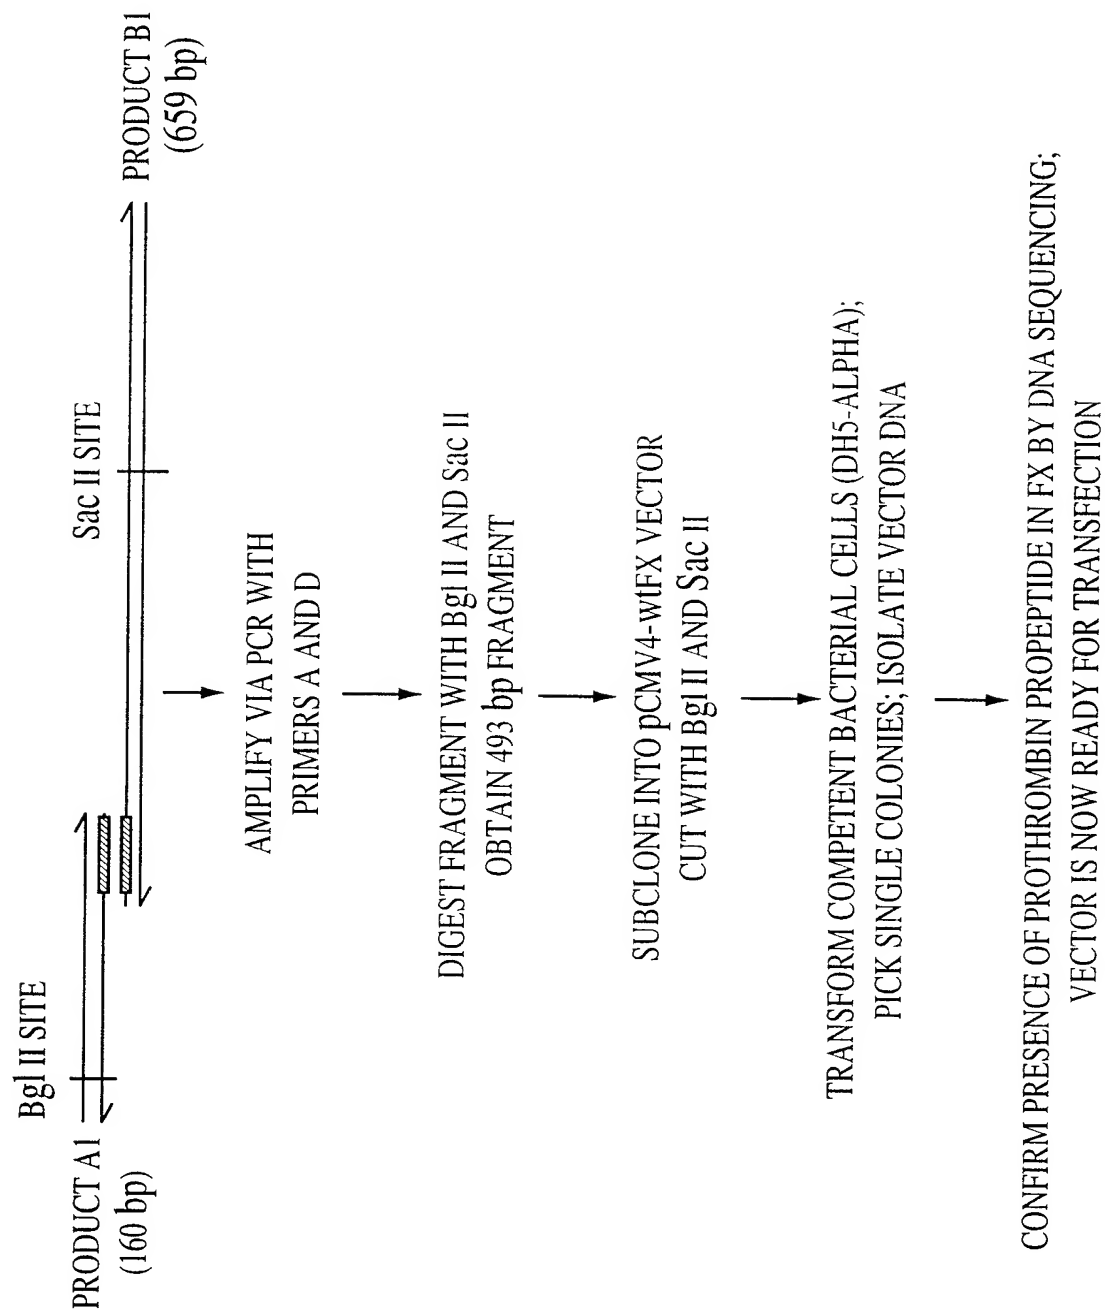 Bgl II SITE
PRODUCT A1
(160 bp)
Sac II SITE
PRODUCT B1
(659 bp)
AMPLIFY VIA PCR WITH
PRIMERS A AND D
DIGEST FRAGMENT WITH Bgl II AND Sac II
OBTAIN 493 bp FRAGMENT
SUBCLONE INTO pCMV4-wtFX VECTOR
CUT WITH Bgl II AND Sac II
TRANSFORM COMPETENT BACTERIAL CELLS (DH5-ALPHA);
PICK SINGLE COLONIES; ISOLATE VECTOR DNA
CONFIRM PRESENCE OF PROTHROMBIN PROPEPTIDE IN FX BY DNA SEQUENCING;
VECTOR IS NOW READY FOR TRANSFECTION